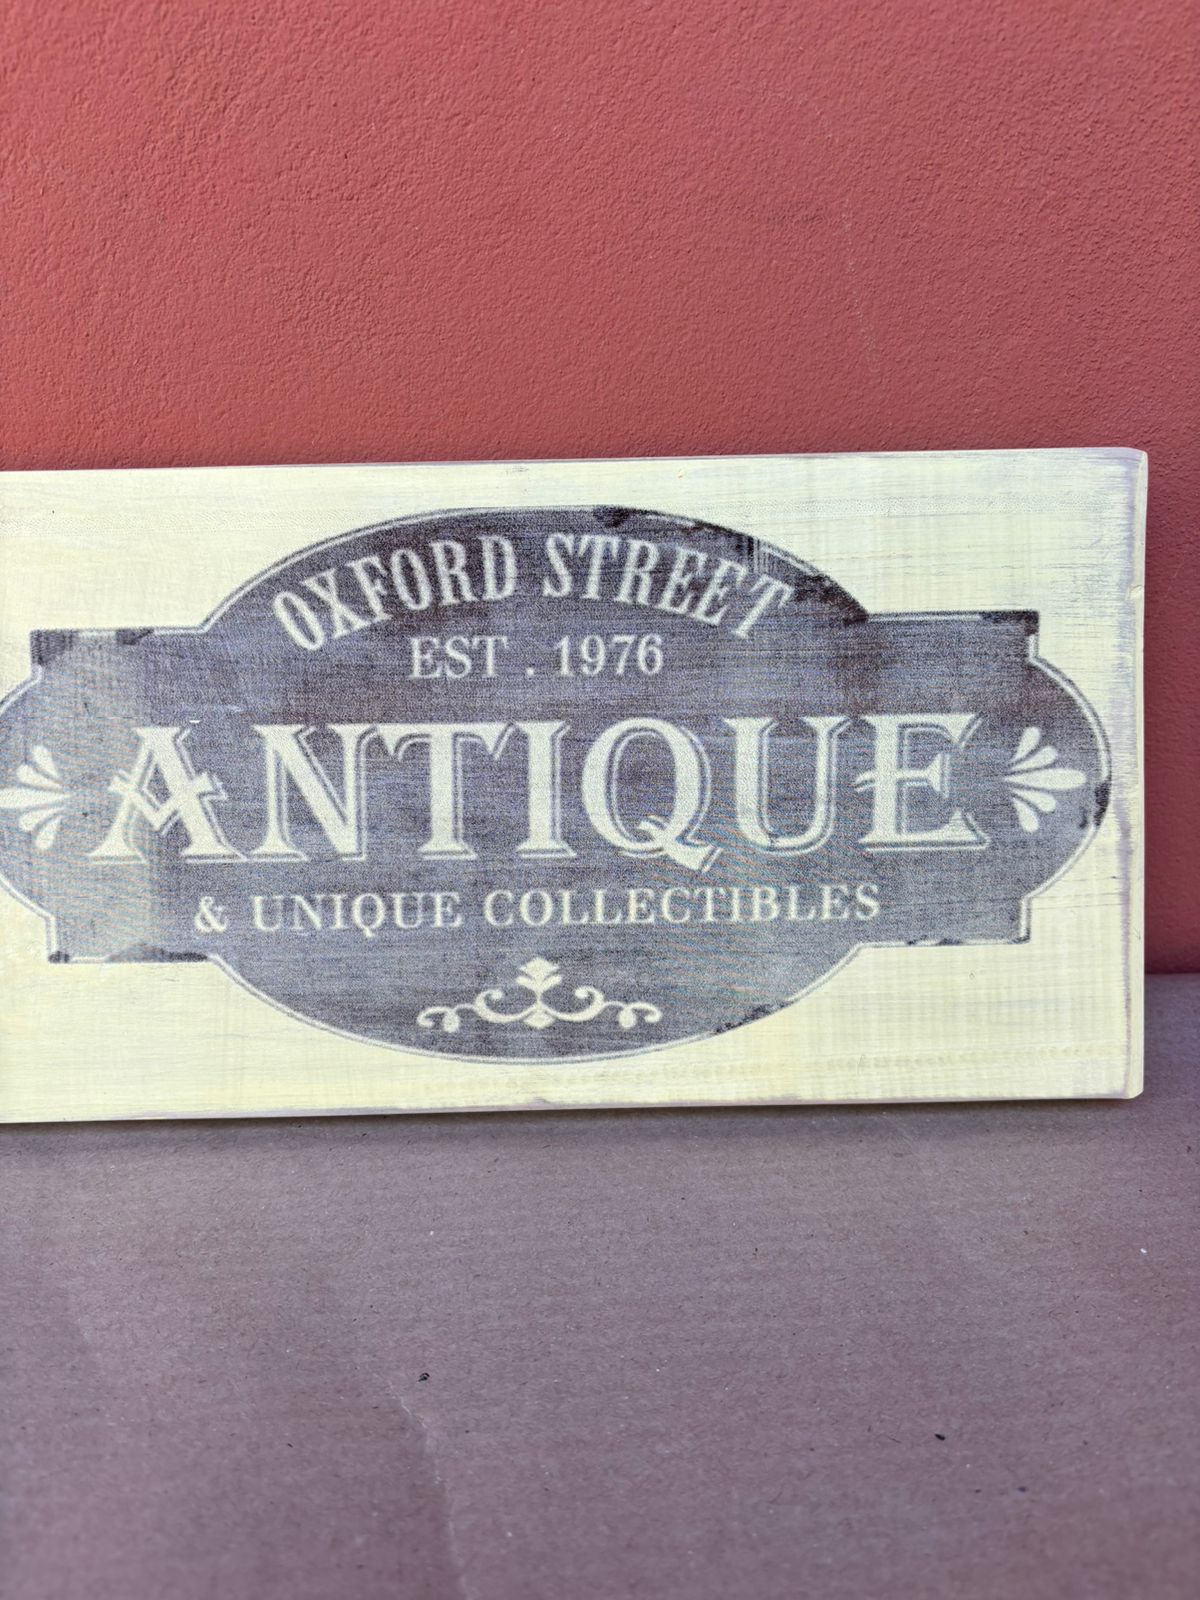 OXFORD STREET
EST . 1976
ANTIQUE
& UNIQUE COLLECTIBLES